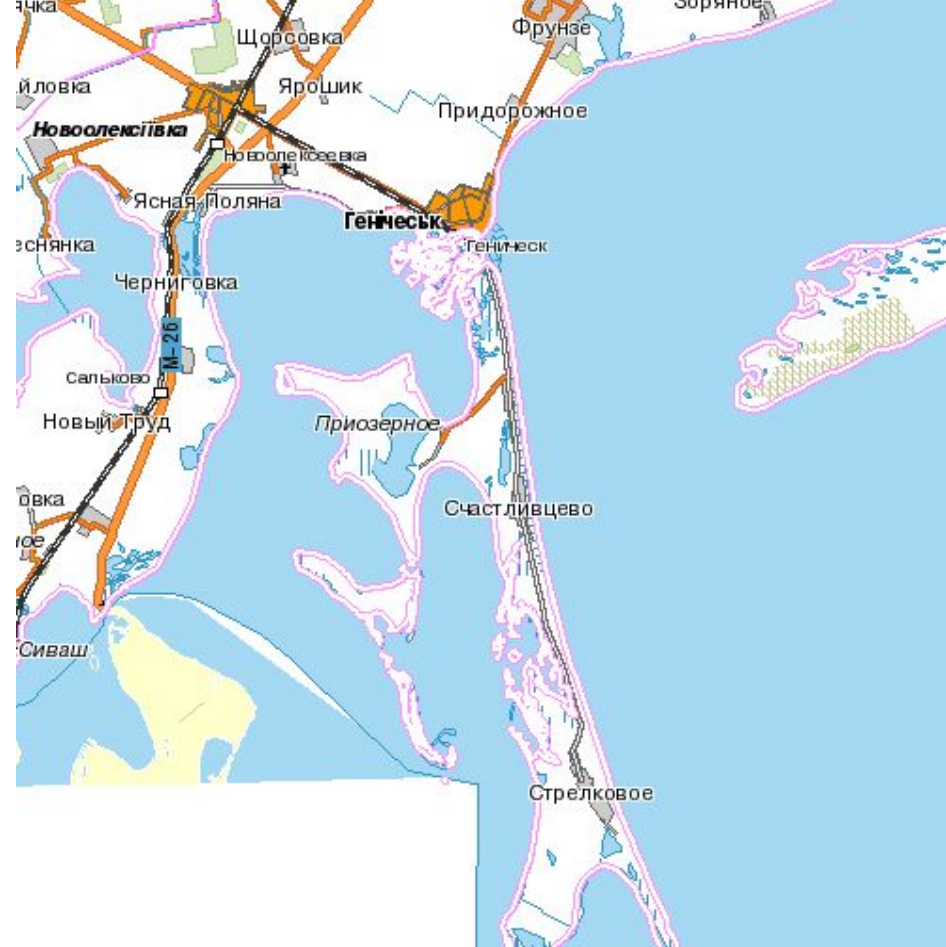 ячка
Зоряное
Фрунзе
Щорсовка
йловка
Ярошик
Придорожное
Новоолексіївка
Новоолексеевка
Ясная Поляна
Генічеськ
еснянка
Геническ
Черниговка
М-26
Сальково
Новый Труд
Приозерное
овка
Счастливцево
ное
Сиваш
Стрелковое